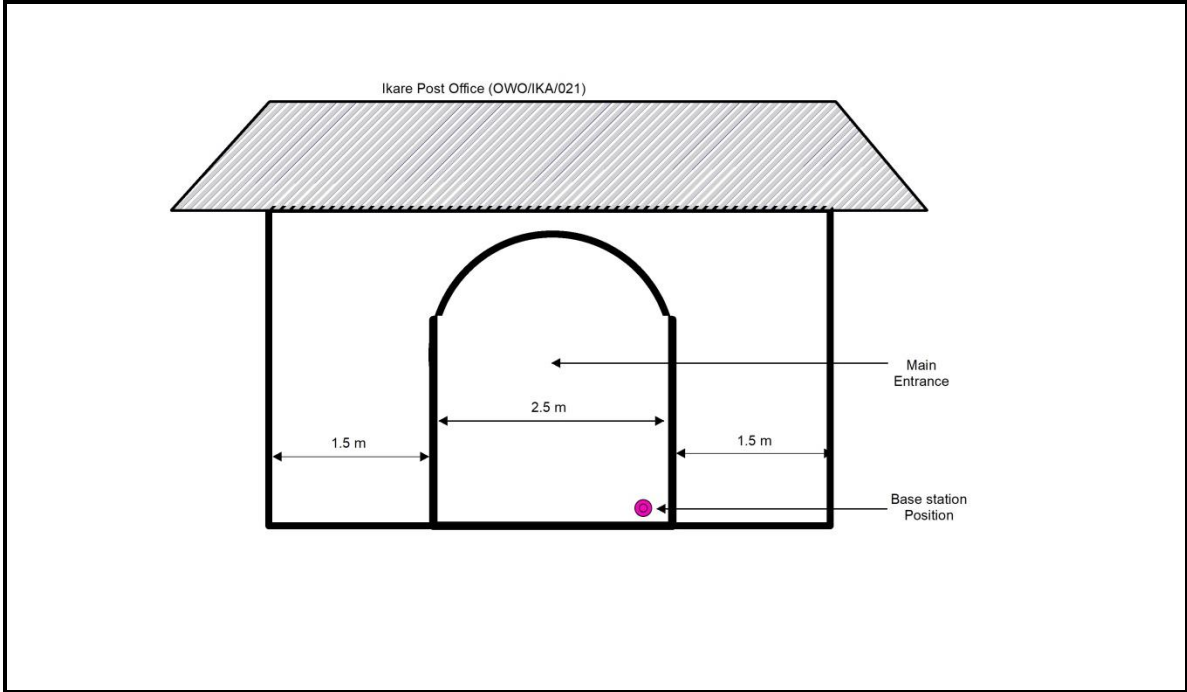 Ikare Post Office (OWO/IKA/021)
Main
Entrance
2.5 m
1.5 m
1.5 m
Base station
Position